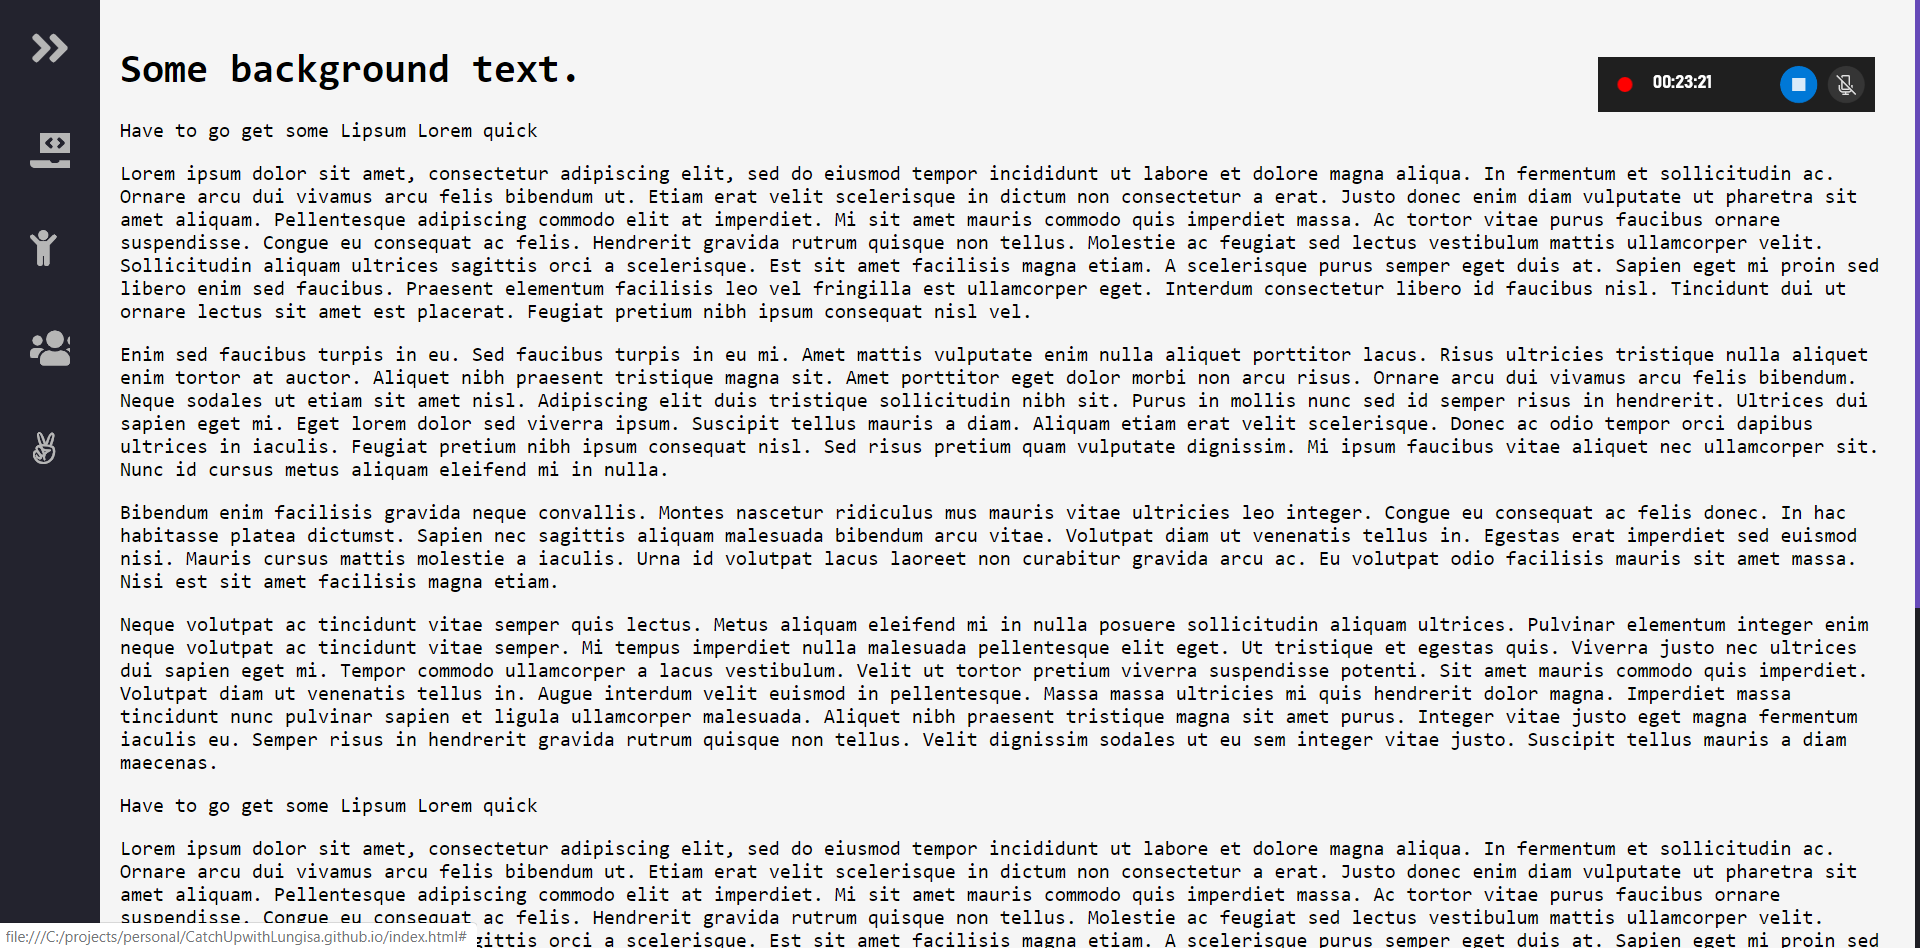 Some background text.
00:23:21
Have to go get some Lipsum Lorem quick
Lorem ipsum dolor sit amet, consectetur adipiscing elit, sed do eiusmod tempor incididunt ut labore et dolore magna aliqua. In fermentum et sollicitudin ac.
Ornare arcu dui vivamus arcu felis bibendum ut. Etiam erat velit scelerisque in dictum non consectetur a erat. Justo donec enim diam vulputate ut pharetra sit
amet aliquam. Pellentesque adipiscing commodo elit at imperdiet. Mi sit amet mauris commodo quis imperdiet massa. Ac tortor vitae purus faucibus ornare
suspendisse. Congue eu consequat ac felis. Hendrerit gravida rutrum quisque non tellus. Molestie ac feugiat sed lectus vestibulum mattis ullamcorper velit.
Sollicitudin aliquam ultrices sagittis orci a scelerisque. Est sit amet facilisis magna etiam. A scelerisque purus semper eget duis at. Sapien eget mi proin sed
libero enim sed faucibus. Praesent elementum facilisis leo vel fringilla est ullamcorper eget. Interdum consectetur libero id faucibus nisl. Tincidunt dui ut
ornare lectus sit amet est placerat. Feugiat pretium nibh ipsum consequat nisl vel.
Enim sed faucibus turpis in eu. Sed faucibus turpis in eu mi. Amet mattis vulputate enim nulla aliquet porttitor lacus. Risus ultricies tristique nulla aliquet
enim tortor at auctor. Aliquet nibh praesent tristique magna sit. Amet porttitor eget dolor morbi non arcu risus. Ornare arcu dui vivamus arcu felis bibendum.
Neque sodales ut etiam sit amet nisl. Adipiscing elit duis tristique sollicitudin nibh sit. Purus in mollis nunc sed id semper risus in hendrerit. Ultrices dui
sapien eget mi. Eget lorem dolor sed viverra ipsum. Suscipit tellus mauris a diam. Aliquam etiam erat velit scelerisque. Donec ac odio tempor orci dapibus
ultrices in iaculis. Feugiat pretium nibh ipsum consequat nisl. Sed risus pretium quam vulputate dignissim. Mi ipsum faucibus vitae aliquet nec ullamcorper sit.
Nunc id cursus metus aliquam eleifend mi in nulla.
Bibendum enim facilisis gravida neque convallis. Montes nascetur ridiculus mus mauris vitae ultricies leo integer. Congue eu consequat ac felis donec. In hac
habitasse platea dictumst. Sapien nec sagittis aliquam malesuada bibendum arcu vitae. Volutpat diam ut venenatis tellus in. Egestas erat imperdiet sed euismod
nisi. Mauris cursus mattis molestie a iaculis. Urna id volutpat lacus laoreet non curabitur gravida arcu ac. Eu volutpat odio facilisis mauris sit amet massa.
Nisi est sit amet facilisis magna etiam.
Neque volutpat ac tincidunt vitae semper quis lectus. Metus aliquam eleifend mi in nulla posuere sollicitudin aliquam ultrices. Pulvinar elementum integer enim
neque volutpat ac tincidunt vitae semper. Mi tempus imperdiet nulla malesuada pellentesque elit eget. Ut tristique et egestas quis. Viverra justo nec ultrices
dui sapien eget mi. Tempor commodo ullamcorper a lacus vestibulum. Velit ut tortor pretium viverra suspendisse potenti. Sit amet mauris commodo quis imperdiet.
Volutpat diam ut venenatis tellus in. Augue interdum velit euismod in pellentesque. Massa massa ultricies mi quis hendrerit dolor magna. Imperdiet massa
tincidunt nunc pulvinar sapien et ligula ullamcorper malesuada. Aliquet nibh praesent tristique magna sit amet purus. Integer vitae justo eget magna fermentum
iaculis eu. Semper risus in hendrerit gravida rutrum quisque non tellus. Velit dignissim sodales ut eu sem integer vitae justo. Suscipit tellus mauris a diam
maecenas.
Have to go get some Lipsum Lorem quick
Lorem ipsum dolor sit amet, consectetur adipiscing elit, sed do eiusmod tempor incididunt ut labore et dolore magna aliqua. In fermentum et sollicitudin ac.
Ornare arcu dui vivamus arcu felis bibendum ut. Etiam erat velit scelerisque in dictum non consectetur a erat. Justo donec enim diam vulputate ut pharetra sit
amet aliquam. Pellentesque adipiscing commodo elit at imperdiet. Mi sit amet mauris commodo quis imperdiet massa. Ac tortor vitae purus faucibus ornare
suspendisse. Congue eu consequat ac felis. Hendrerit gravida rutrum quisque non tellus. Molestie ac feugiat sed lectus vestibulum mattis ullamcorper velit.
gittis orci a scelerisque. Est sit amet facilisis magna etiam. A scelerisque purus semper eget duis at. Sapien eget mi proin sed
file:///C:/projects/personal/CatchUpwithLungisa.github.io/index.html#